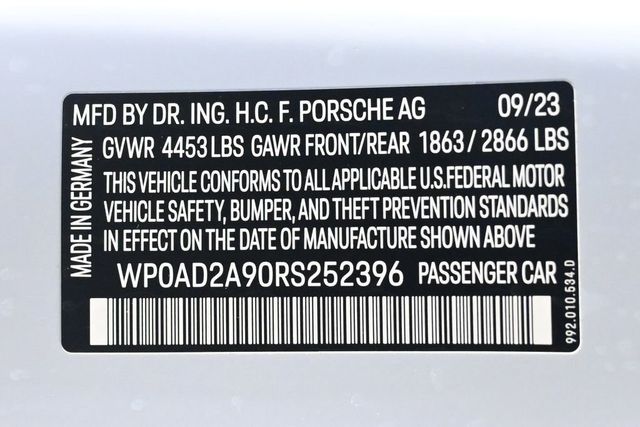 MFD BY DR. ING. H.C. F. PORSCHE AG 09/23
GVWR 4453 LBS GAWR FRONT/REAR 1863 / 2866 LBS
THIS VEHICLE CONFORMS TO ALL APPLICABLE U.S.FEDERAL MOTOR
VEHICLE SAFETY, BUMPER, AND THEFT PREVENTION STANDARDS
IN EFFECT ON THE DATE OF MANUFACTURE SHOWN ABOVE
WP0AD2A90RS252396 PASSENGER CAR
MADE IN GERMANY
992.010.534.D